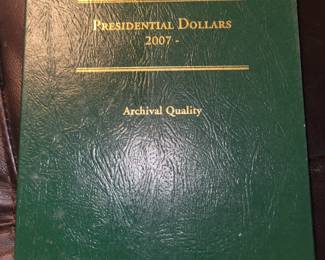 Presidential Dollars
2007 -
Archival Quality